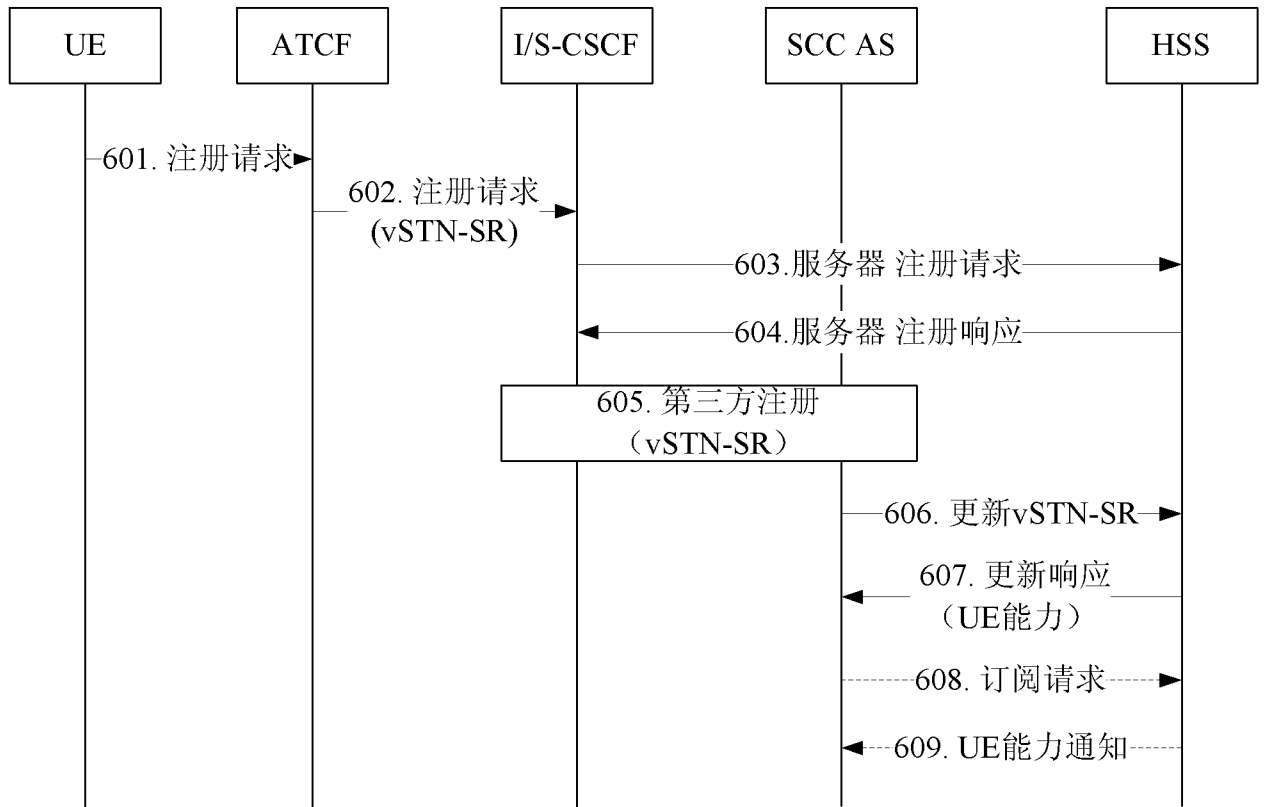 UE
ATCF
I/S-CSCF
SCC AS
HSS
601. 注册请求
602. 注册请求
(vSTN-SR)
603.服务器 注册请求
604.服务器 注册响应
605. 第三方注册
（vSTN-SR）
606. 更新vSTN-SR
607. 更新响应
（UE能力）
608. 订阅请求
609. UE能力通知